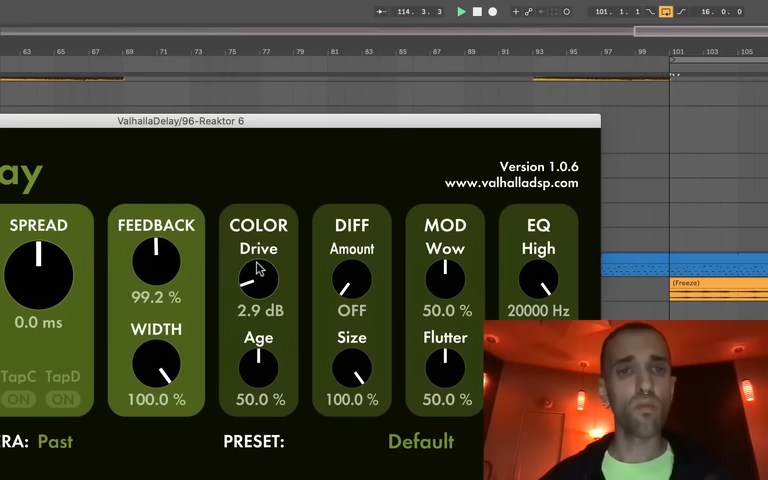 114. 3. 3
101. 1. 1
16. 0. 0
63 65 67 69 71 73 75 77 79 81 83 85 87 89 91 93 95 97 99 101 103 105
ValhallaDelay/96-Reaktor 6
ay
Version 1.0.6
www.valhalladsp.com
SPREAD FEEDBACK COLOR DIFF MOD EQ
Drive Amount Wow High
99.2 % 2.9 dB OFF 50.0 % 20000 Hz
0.0 ms
WIDTH Age Size Flutter
TapC TapD
ON ON 100.0 % 50.0 % 100.0 % 50.0 %
RA: Past PRESET: Default
(Freeze)